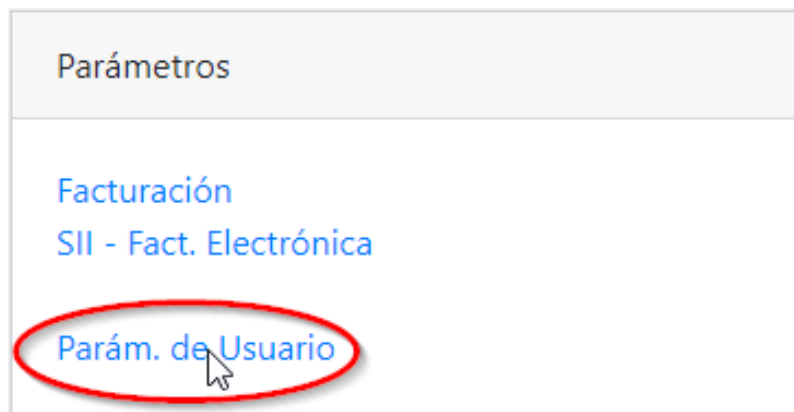 Parámetros
Facturación
SII - Fact. Electrónica
Parám. de Usuario